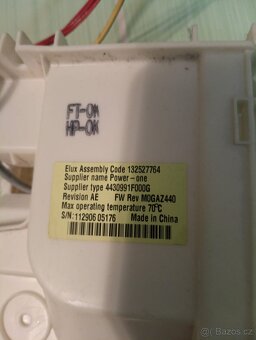 FT-OK
HP-OK
Elux Assembly Code 132527764
Supplier name Power-one
Supplier type 4430991F000G
Revision AE FW Rev M0GAZ440
Max operating temperature 70°C
S/N: 112906 05176 Made in China
© Sbazar.cz